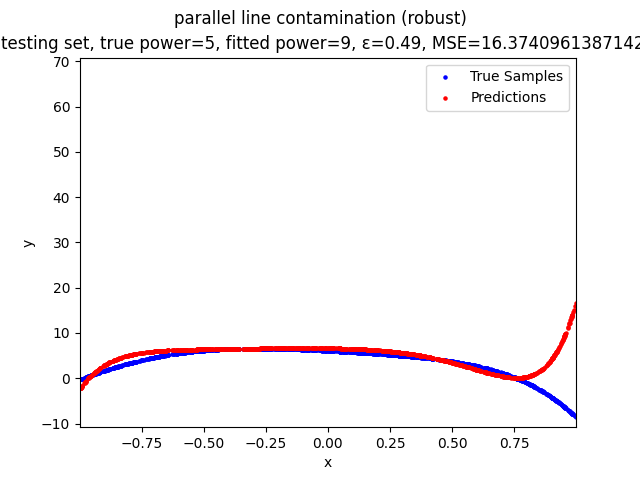 parallel line contamination (robust)
testing set, true power=5, fitted power=9, ε=0.49, MSE=16.3740961387142
70
60
50
40
30
20
10
0
−10
y
True Samples
Predictions
−0.75 −0.50 −0.25 0.00 0.25 0.50 0.75
x